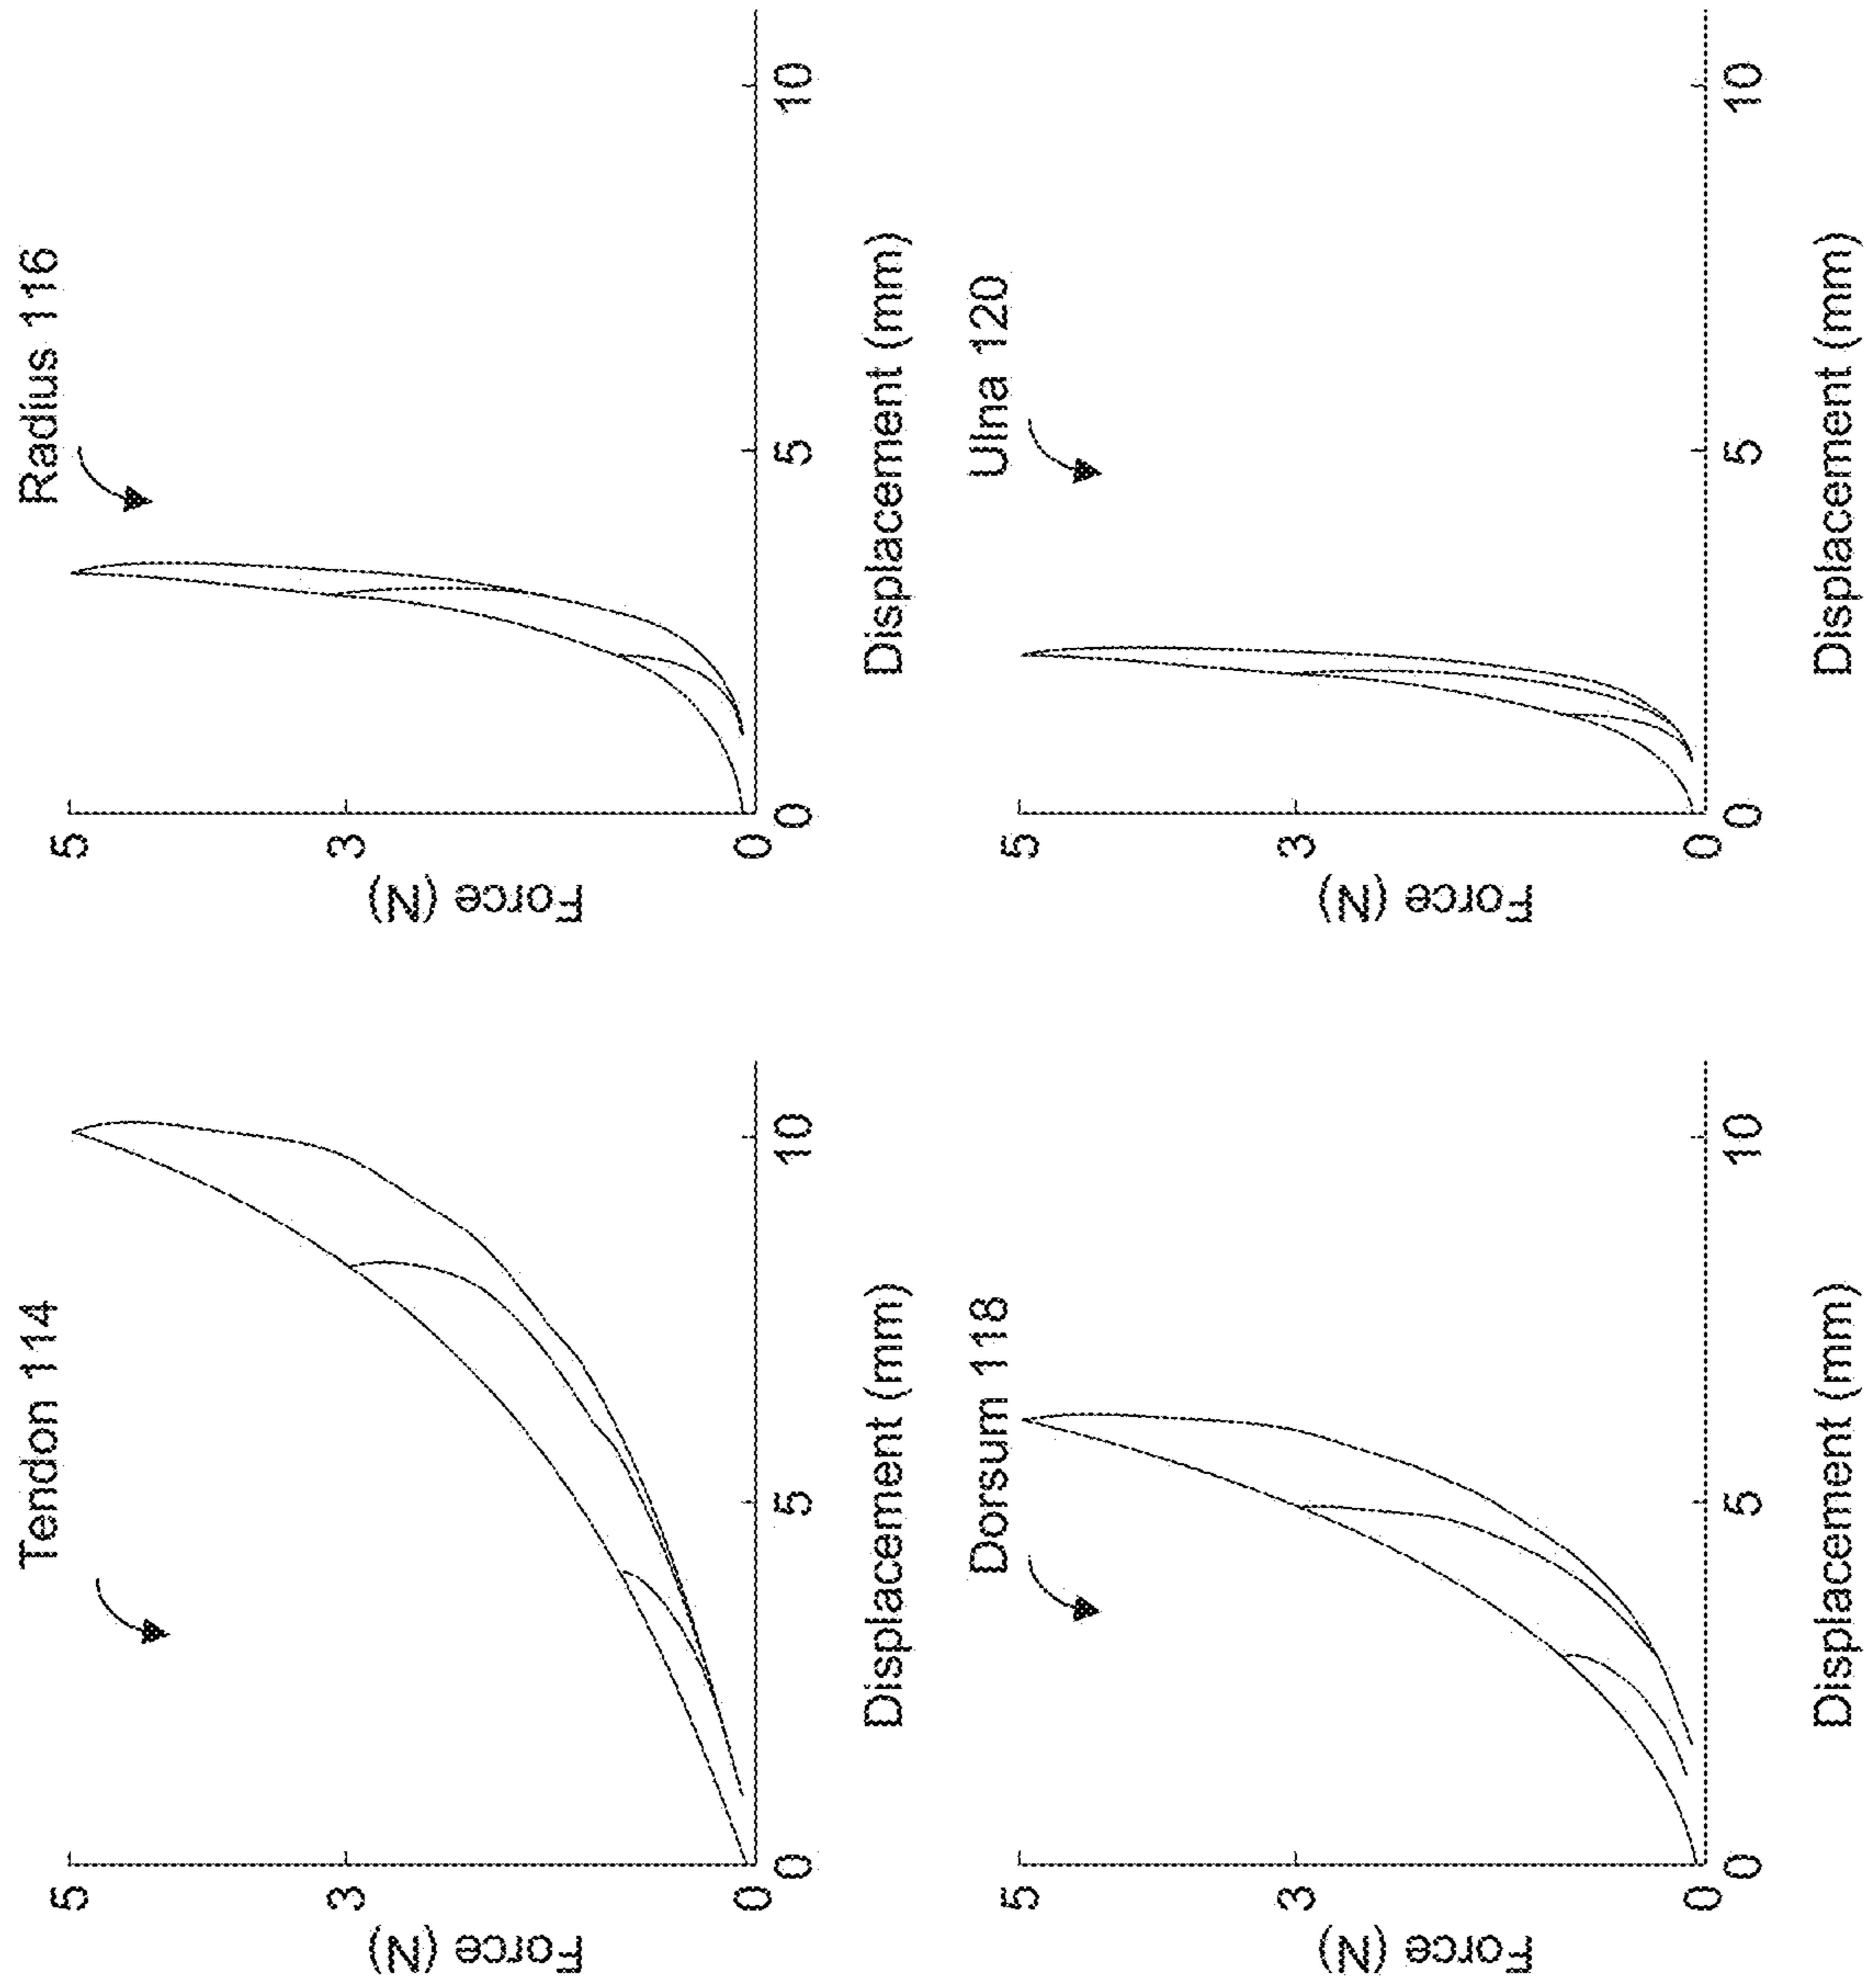 Tendon 114
5
3
0
Force (N)
0
5
10
Displacement (mm)
Radius 116
5
3
0
Force (N)
0
5
10
Displacement (mm)
Dorsum 118
5
3
0
Force (N)
0
5
10
Displacement (mm)
Ulna 120
5
3
0
Force (N)
0
5
10
Displacement (mm)